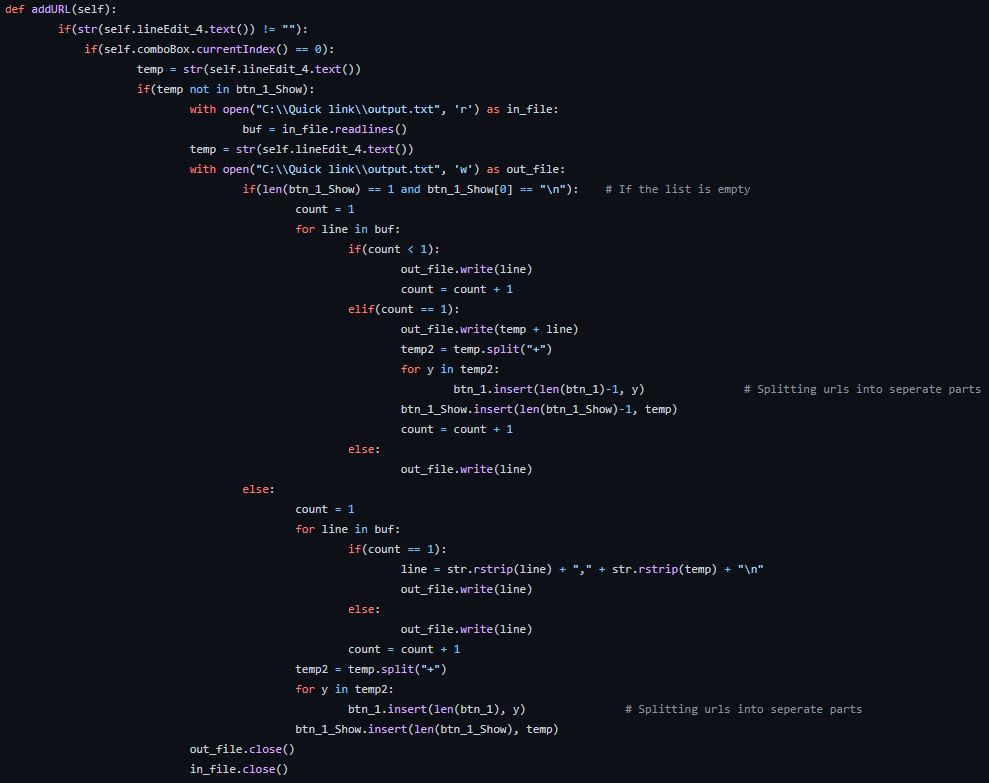 def addURL(self):
        if(str(self.lineEdit_4.text()) != ""):
            if(self.comboBox.currentIndex() == 0):
                    temp = str(self.lineEdit_4.text())
                    if(temp not in btn_1_Show):
                            with open("C:\\Quick link\\output.txt", 'r') as in_file:
                                    buf = in_file.readlines()
                            temp = str(self.lineEdit_4.text())
                            with open("C:\\Quick link\\output.txt", 'w') as out_file:
                                    if(len(btn_1_Show) == 1 and btn_1_Show[0] == "\n"):    # If the list is empty
                                            count = 1
                                            for line in buf:
                                                    if(count < 1):
                                                            out_file.write(line)
                                                            count = count + 1
                                                    elif(count == 1):
                                                            out_file.write(temp + line)
                                                            temp2 = temp.split("+")
                                                            for y in temp2:
                                                                    btn_1.insert(len(btn_1)-1, y)               # Splitting urls into seperate parts
                                                            btn_1_Show.insert(len(btn_1_Show)-1, temp)
                                                            count = count + 1
                                                    else:
                                                            out_file.write(line)
                                    else:
                                            count = 1
                                            for line in buf:
                                                    if(count == 1):
                                                            line = str.rstrip(line) + "," + str.rstrip(temp) + "\n"
                                                            out_file.write(line)
                                                    else:
                                                            out_file.write(line)
                                                    count = count + 1
                                            temp2 = temp.split("+")
                                            for y in temp2:
                                                    btn_1.insert(len(btn_1), y)               # Splitting urls into seperate parts
                                            btn_1_Show.insert(len(btn_1_Show), temp)
                            out_file.close()
                            in_file.close()